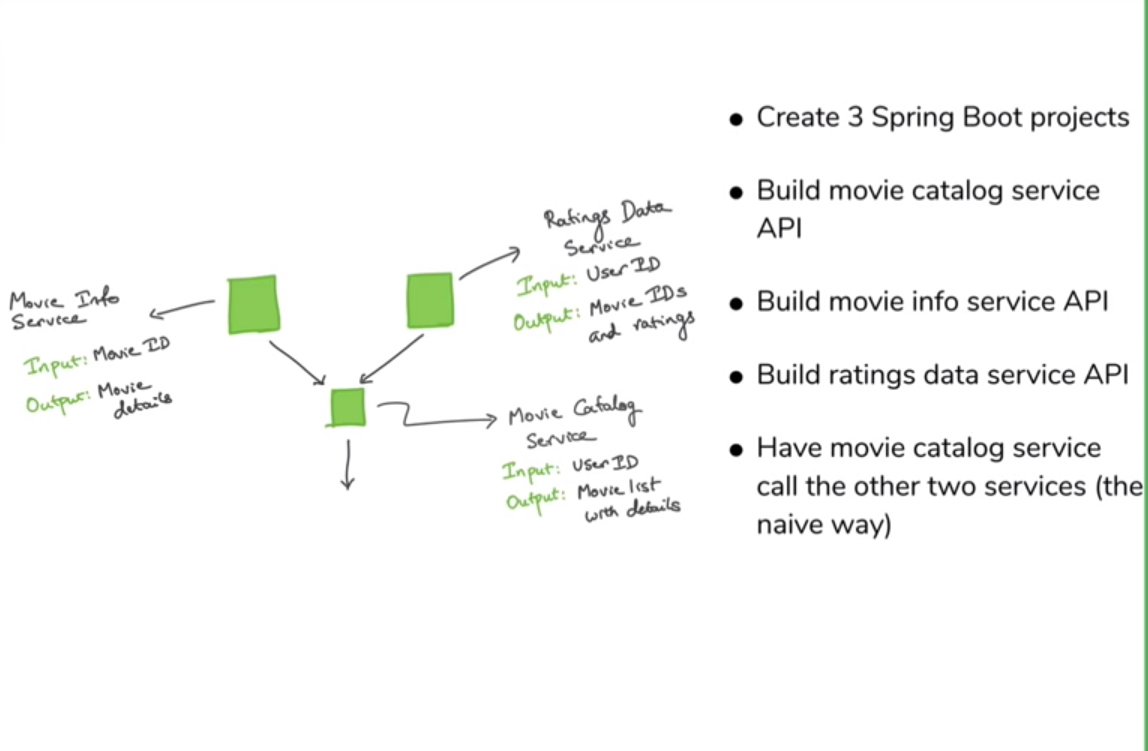 Movie Info
Service
Input: Movie ID
Output: Movie
details
Ratings Data
Service
Input: User ID
Output: Movie IDs
and ratings
Movie Catalog
Service
Input: User ID
Output: Movie list
with details
● Create 3 Spring Boot projects
● Build movie catalog service
API
● Build movie info service API
● Build ratings data service API
● Have movie catalog service
call the other two services (the
naive way)